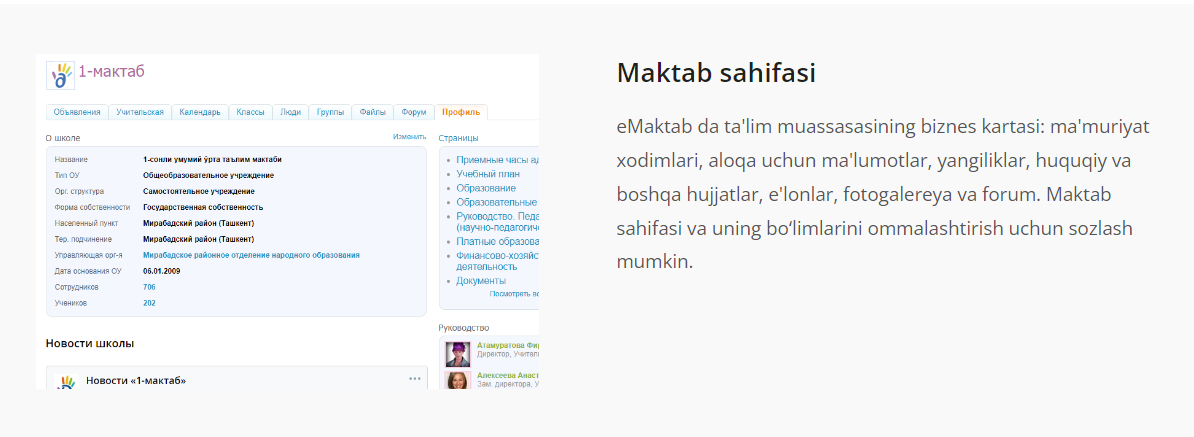 1-мактаб
Объявления Учительская Календарь Классы Люди Группы Файлы Форум Профиль
О школе Изменить
Название 1-сонли умумий ўрта таълим мактаби
Тип ОУ Общеобразовательное учреждение
Орг. структура Самостоятельное учреждение
Форма собственности Государственная собственность
Населенный пункт Мирабадский район (Ташкент)
Тер. подчинение Мирабадский район (Ташкент)
Управляющая орг-я Мирабадское районное отделение народного образования
Дата основания ОУ 06.01.2009
Сотрудников 706
Учеников 202
Новости школы
Новости «1-мактаб»
Страницы
Приемные часы ад
Учебный план
Образование
Образовательные
Руководство. Педа
(научно-педагогич
Платные образова
Финансово-хозяйст
деятельность
Документы
Посмотреть вс
Руководство
Атамуратова Фир
Директор, Учител
Алексеева Анаст
Зам. директора, У
Maktab sahifasi
eMaktab da ta'lim muassasasining biznes kartasi: ma'muriyat
xodimlari, aloqa uchun ma'lumotlar, yangiliklar, huquqiy va
boshqa hujjatlar, e'lonlar, fotogalereya va forum. Maktab
sahifasi va uning bo‘limlarini ommalashtirish uchun sozlash
mumkin.